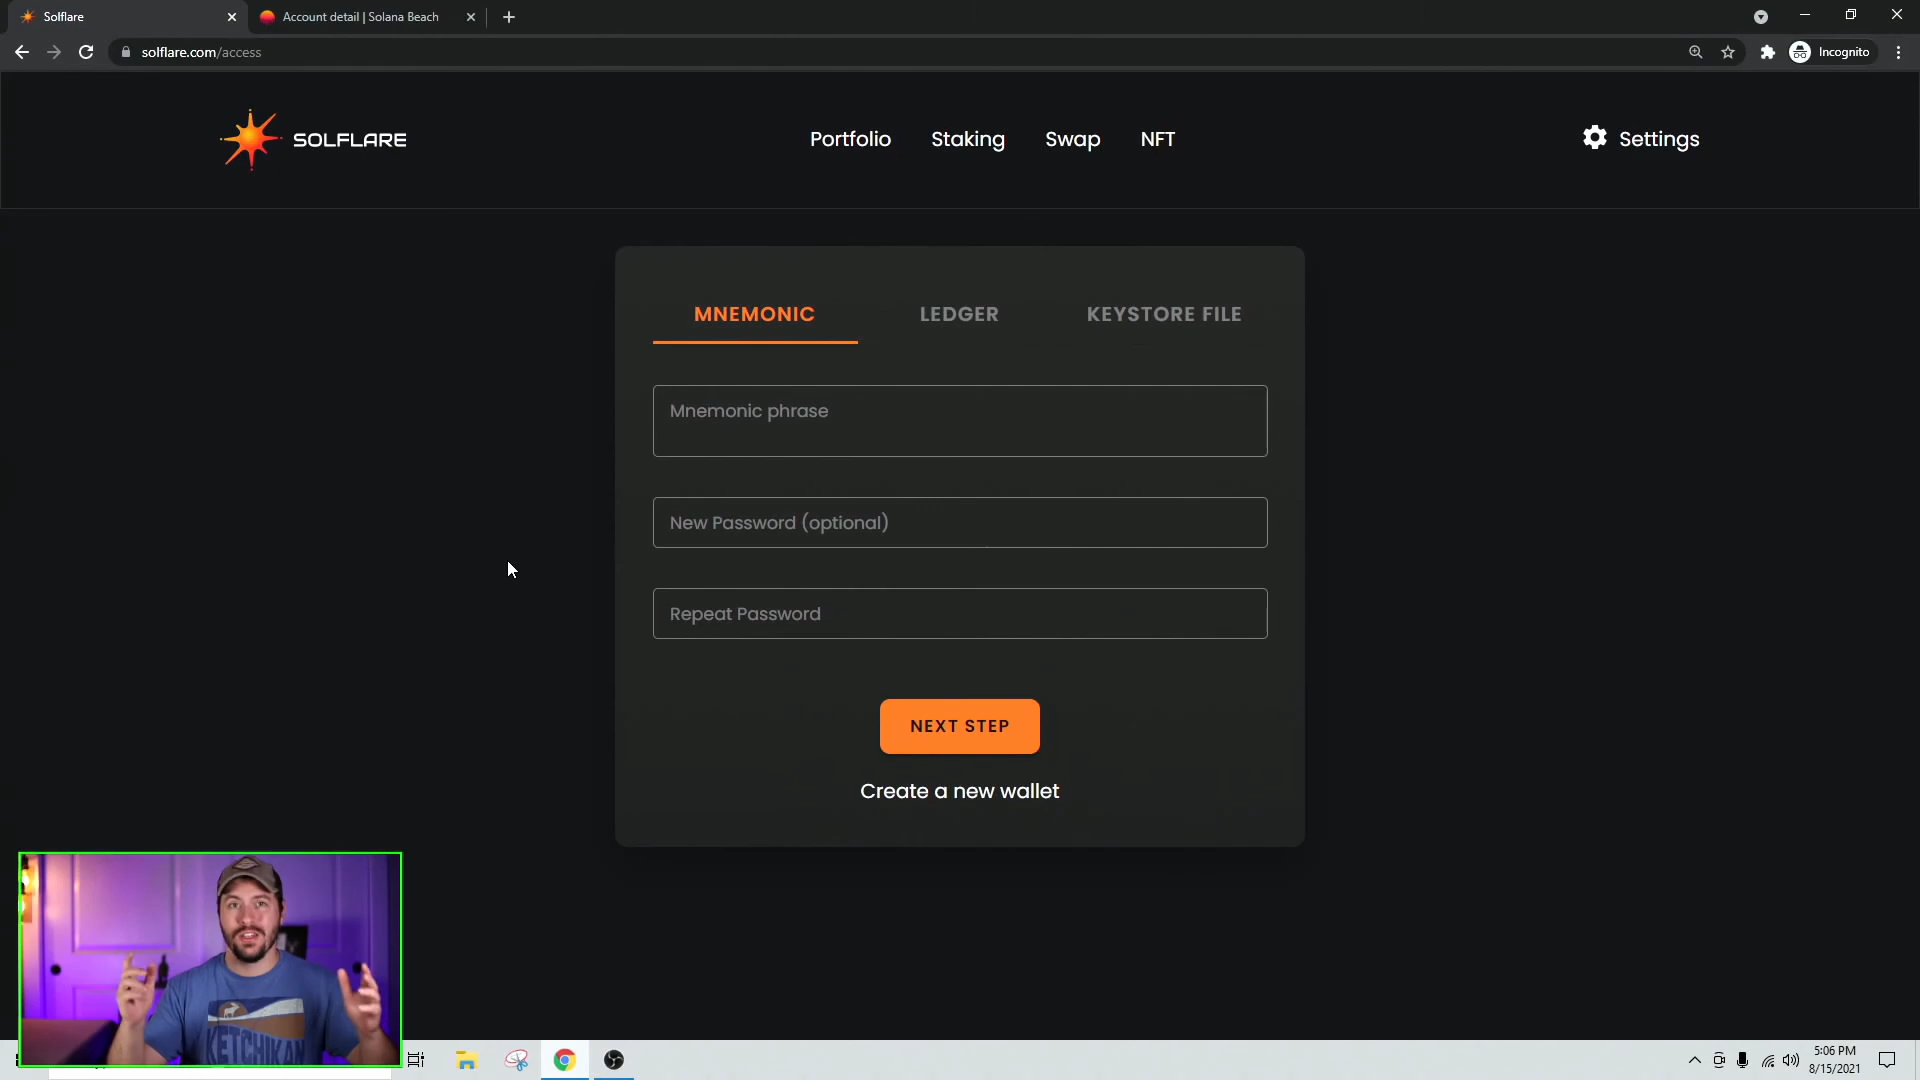 Solflare
Account detail | Solana Beach
solflare.com/access
Incognito
SOLFLARE
Portfolio
Staking
Swap
NFT
Settings
MNEMONIC
LEDGER
KEYSTORE FILE
Mnemonic phrase
New Password (optional)
Repeat Password
NEXT STEP
Create a new wallet
KETCHIKAN
5:06 PM
8/15/2021